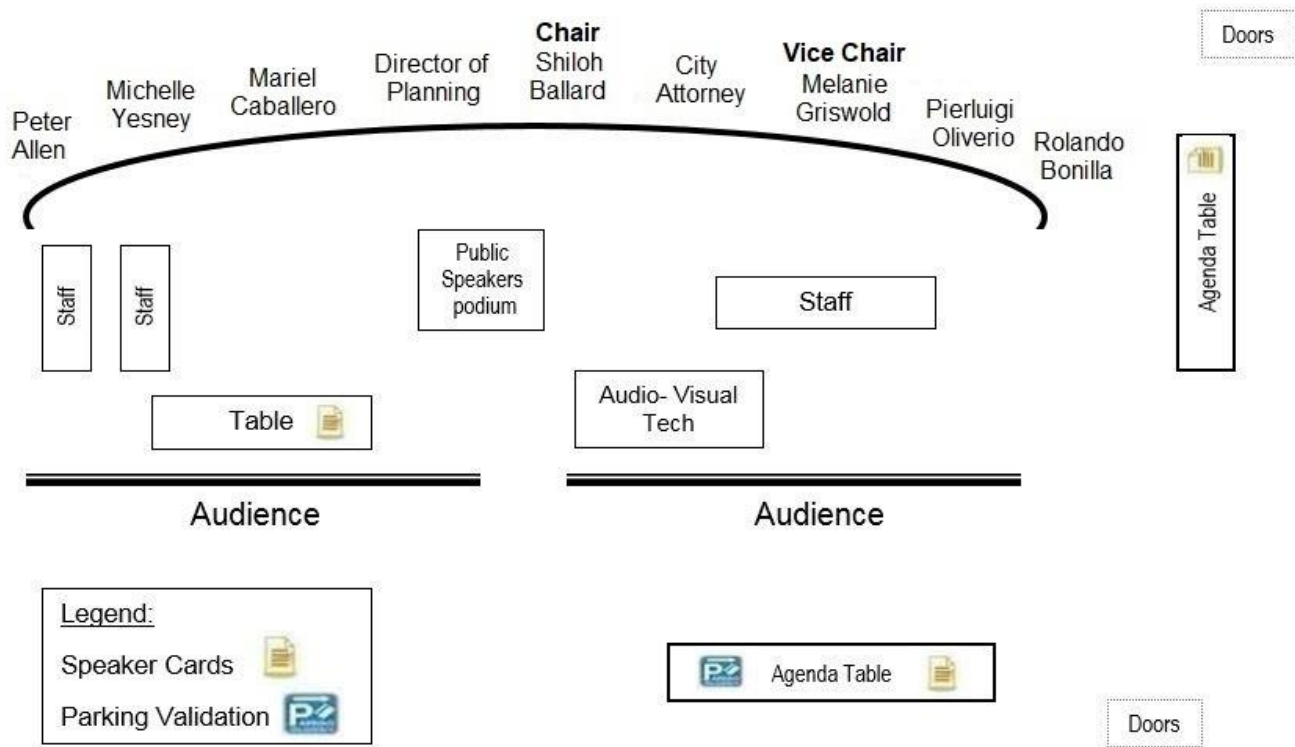 Peter
Allen
Michelle
Yesney
Mariel
Caballero
Director of
Planning
Chair
Shiloh
Ballard
City
Attorney
Vice Chair
Melanie
Griswold
Pierluigi
Oliverio
Rolando
Bonilla
Doors
Agenda Table
Staff
Staff
Public
Speakers
podium
Staff
Table
Audio- Visual
Tech
Audience
Audience
Legend:
Speaker Cards
Parking Validation
P
P
Agenda Table
Doors